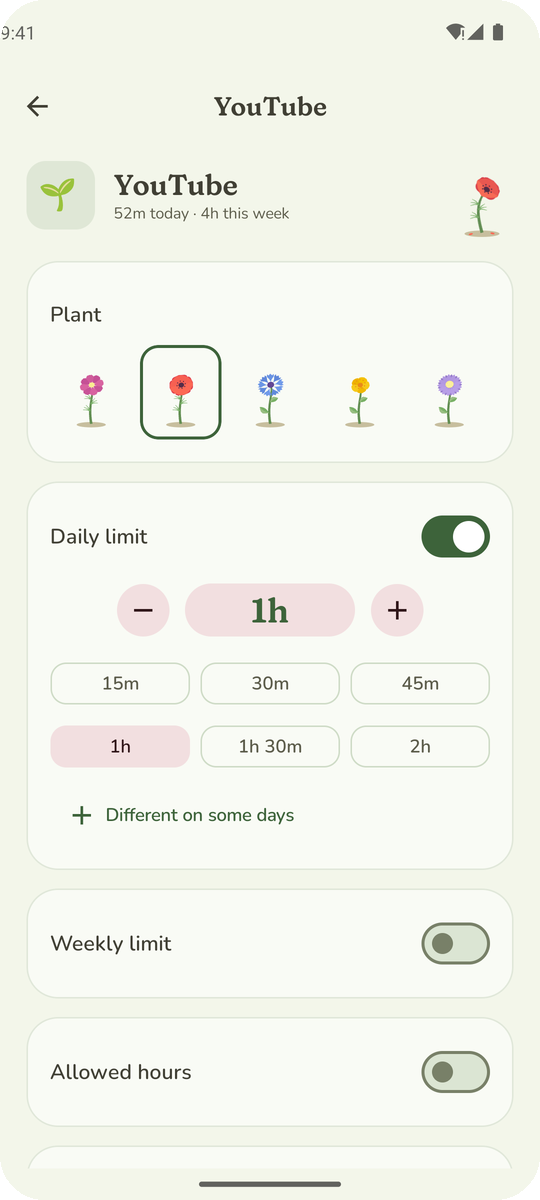 9:41
YouTube
YouTube
52m today · 4h this week
Plant
Daily limit
1h
15m 30m 45m
1h 1h 30m 2h
Different on some days
Weekly limit
Allowed hours